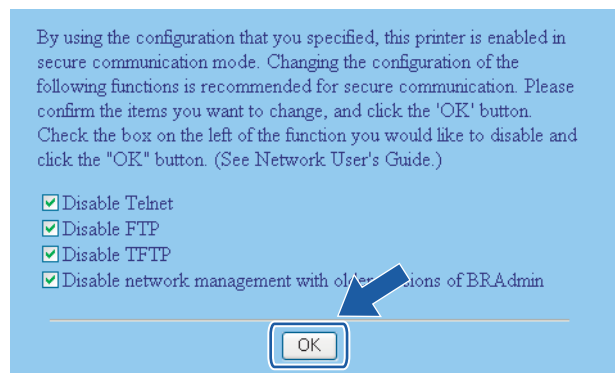 By using the configuration that you specified, this printer is enabled in
secure communication mode. Changing the configuration of the
following functions is recommended for secure communication. Please
confirm the items you want to change, and click the 'OK' button.
Check the box on the left of the function you would like to disable and
click the "OK" button. (See Network User's Guide.)
Disable Telnet
Disable FTP
Disable TFTP
Disable network management with of BRAdmin
OK